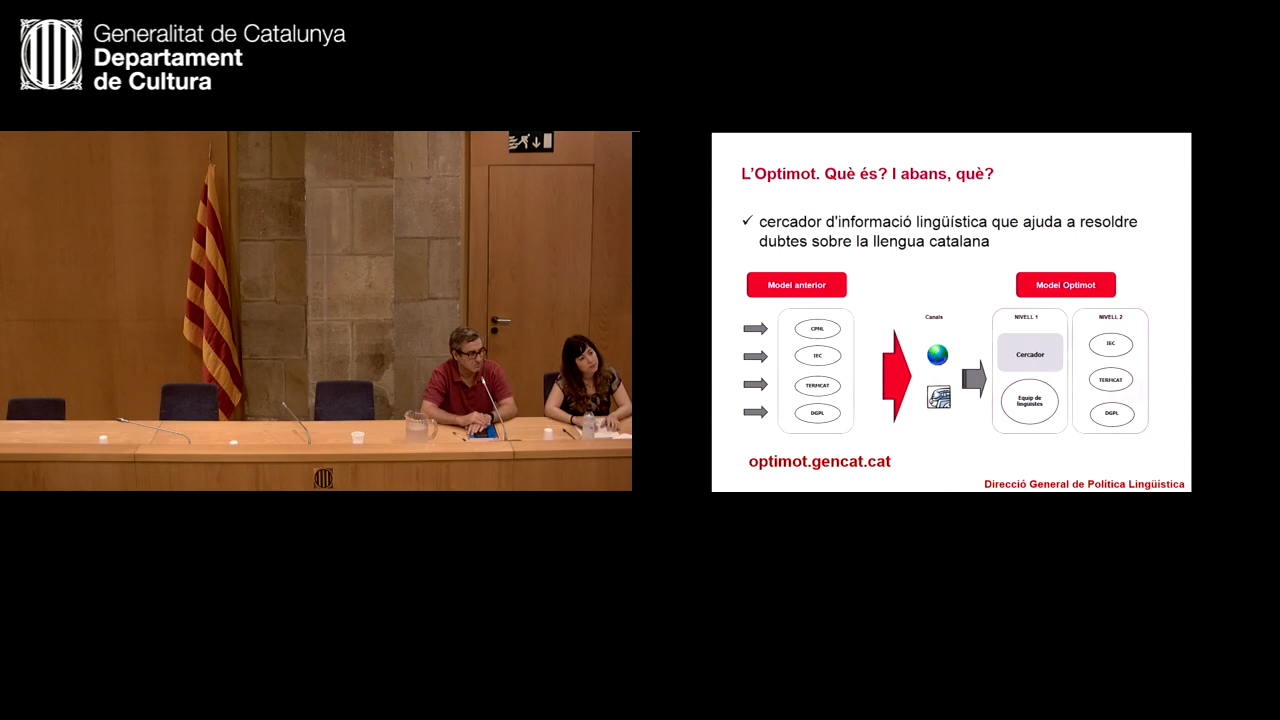 Generalitat de Catalunya
Departament
de Cultura
L'Optimot. Què és? I abans, què?
✓ cercador d'informació lingüística que ajuda a resoldre
dubtes sobre la llengua catalana
Model anterior
Model Optimot
CPNL
IEC
TERMCAT
DGPL
Canals
NIVELL 1
Cercador
Equip de
lingüistes
NIVELL 2
IEC
TERMCAT
DGPL
optimot.gencat.cat
Direcció General de Política Lingüística